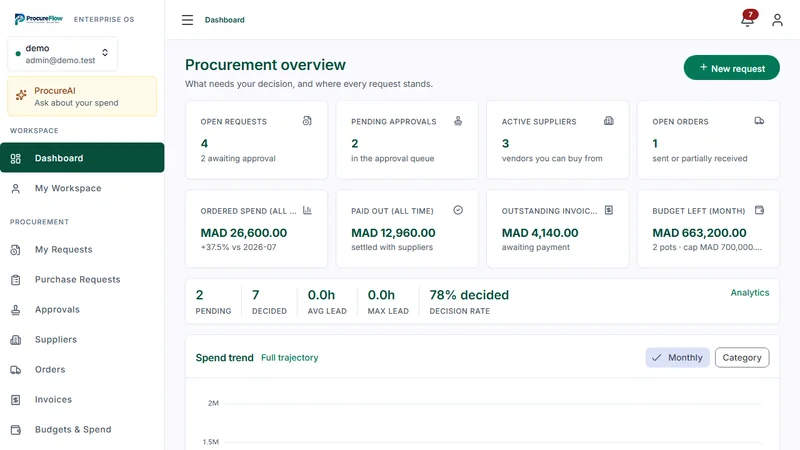 ProcureFlow
ENTERPRISE OS
demo
admin@demo.test
ProcureAI
Ask about your spend
WORKSPACE
Dashboard
My Workspace
PROCUREMENT
My Requests
Purchase Requests
Approvals
Suppliers
Orders
Invoices
Budgets & Spend
Dashboard
7
Procurement overview
What needs your decision, and where every request stands.
+ New request
OPEN REQUESTS
4
2 awaiting approval
PENDING APPROVALS
2
in the approval queue
ACTIVE SUPPLIERS
3
vendors you can buy from
OPEN ORDERS
1
sent or partially received
ORDERED SPEND (ALL ...
MAD 26,600.00
+37.5% vs 2026-07
PAID OUT (ALL TIME)
MAD 12,960.00
settled with suppliers
OUTSTANDING INVOIC...
MAD 4,140.00
awaiting payment
BUDGET LEFT (MONTH)
MAD 663,200.00
2 pots · cap MAD 700,000....
2
PENDING
7
DECIDED
0.0h
AVG LEAD
0.0h
MAX LEAD
78% decided
DECISION RATE
Analytics
Spend trend
Full trajectory
Monthly
Category
2M
1.5M